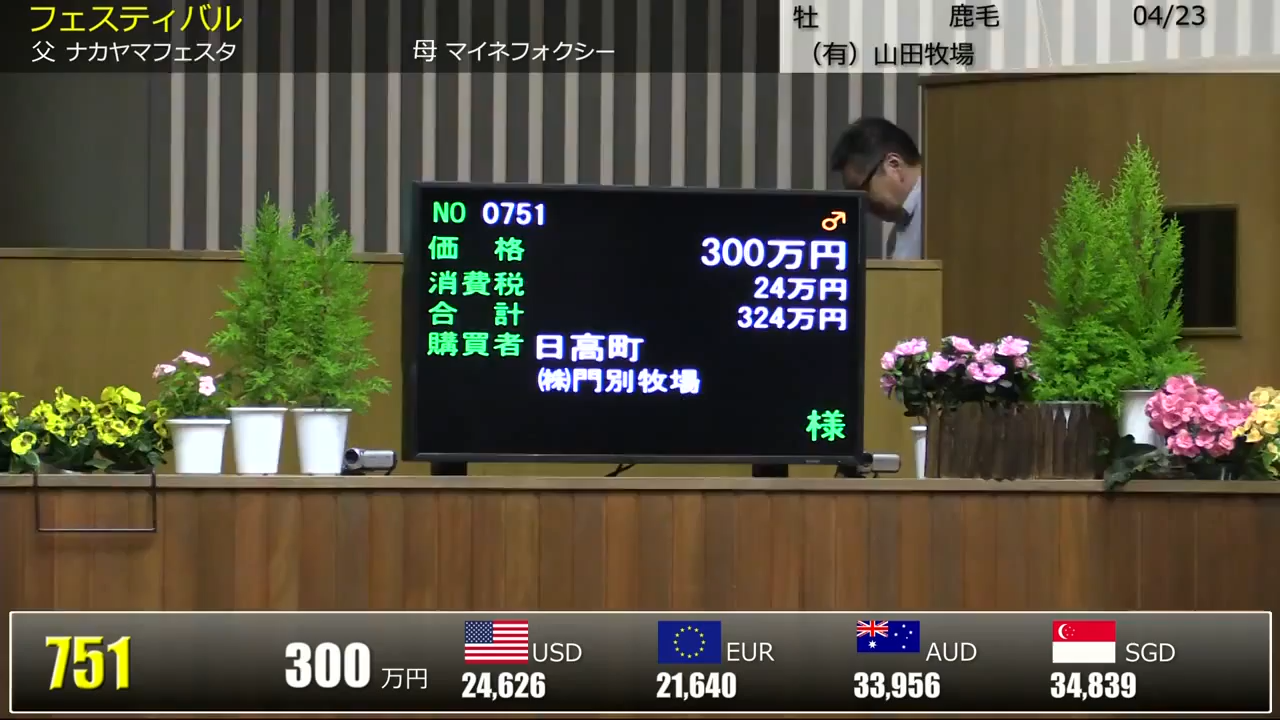 フェスティバル
父 ナカヤマフェスタ
母 マイネフォクシー
牡 鹿毛 04/23
（有）山田牧場
NO 0751 ♂
価 格 300万円
消費税 24万円
合 計 324万円
購買者 日高町
㈱門別牧場
様
751 300 万円
USD 24,626
EUR 21,640
AUD 33,956
SGD 34,839